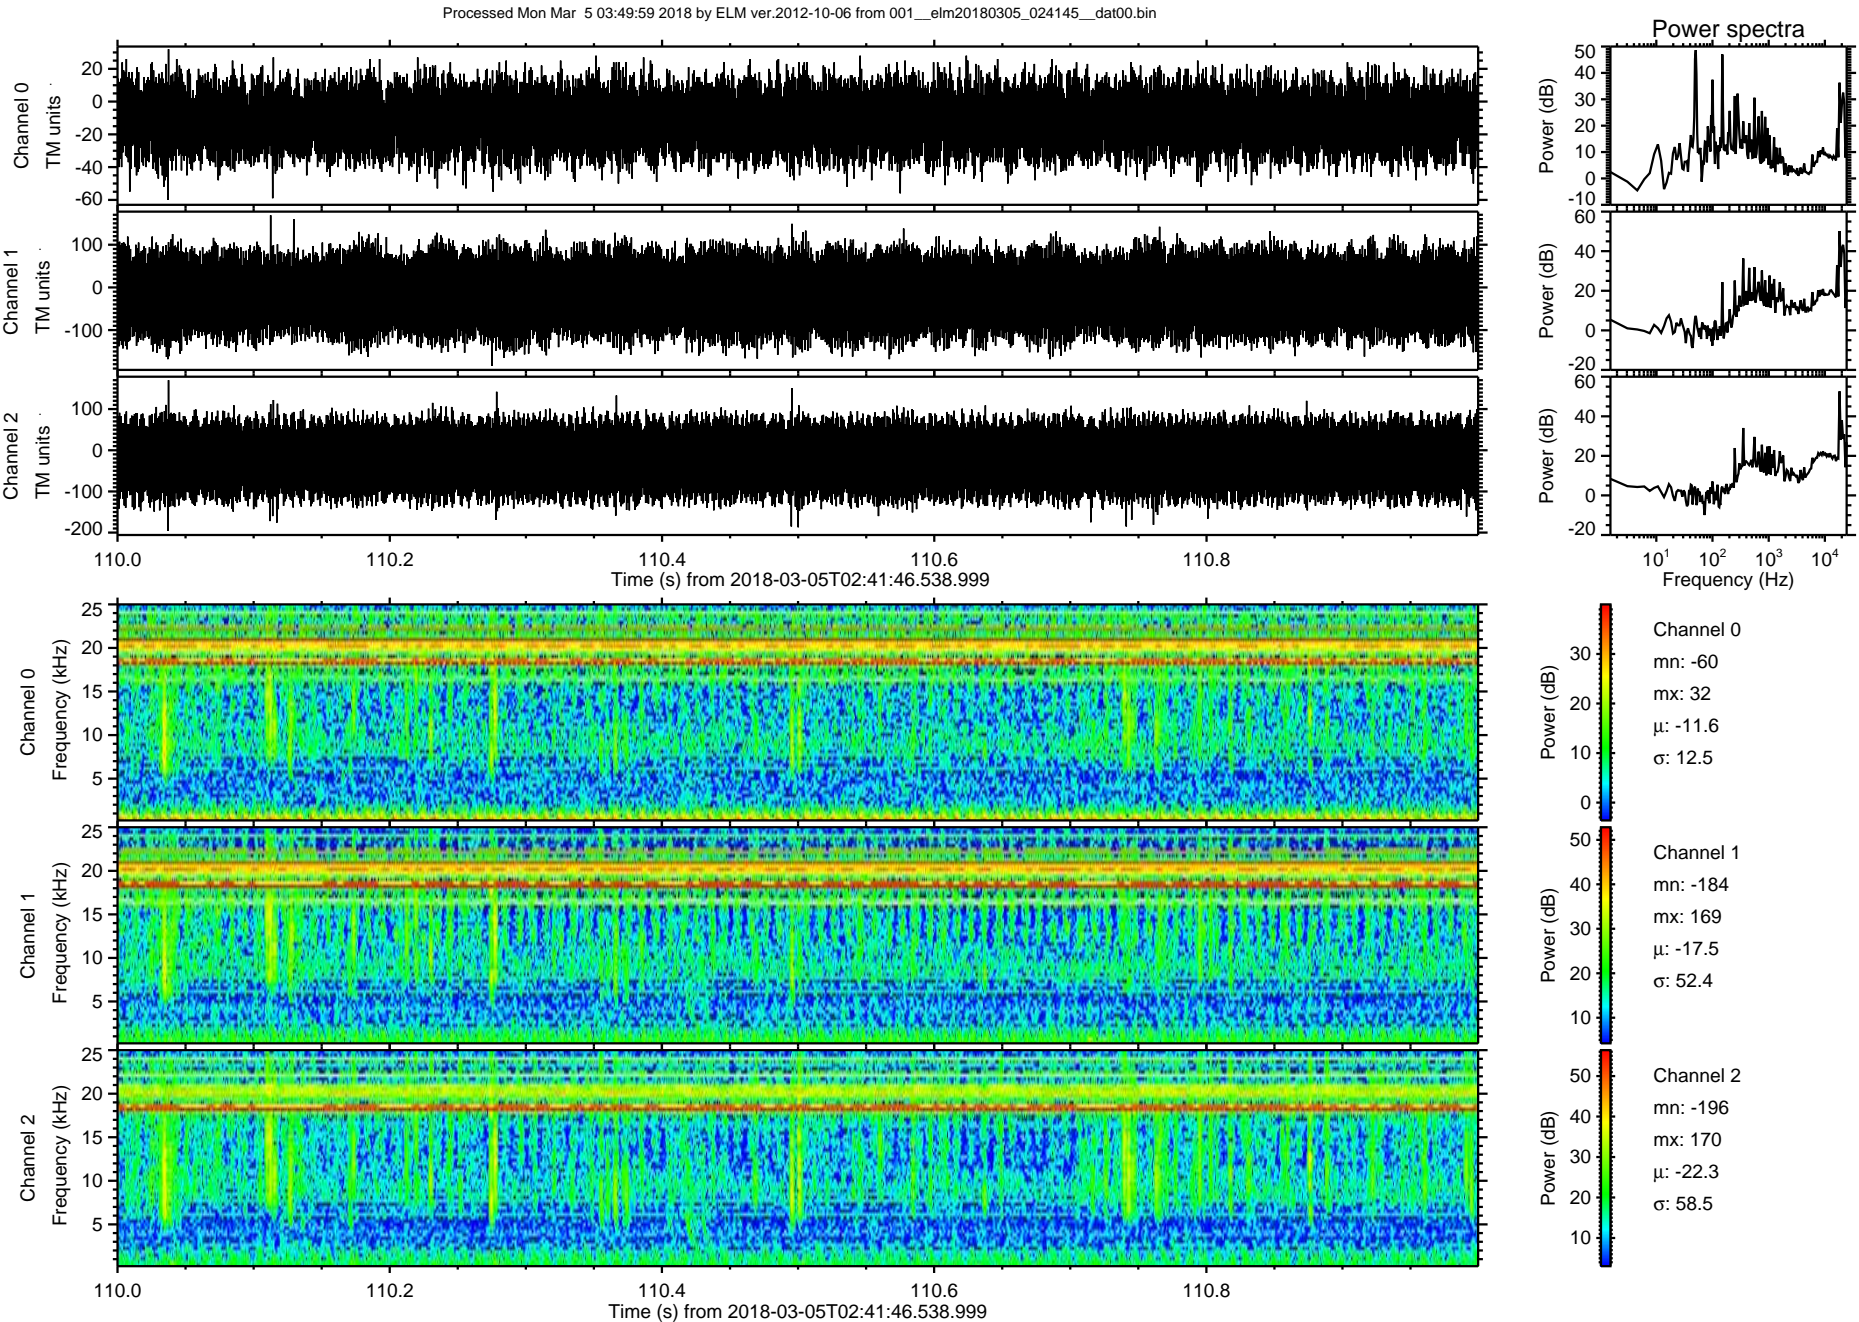 Processed Mon Mar  5 03:49:59 2018 by ELM ver.2012-10-06 from 001__elm20180305_024145__dat00.bin
Power spectra
Channel 0
TM units
20
0
-20
-40
-60
Power (dB)
50
40
30
20
10
0
-10
Channel 1
TM units
100
0
-100
Power (dB)
60
40
20
0
-20
Channel 2
TM units
100
0
-100
-200
Power (dB)
60
40
20
0
-20
110.0 110.2 110.4 110.6 110.8
Time (s) from 2018-03-05T02:41:46.538.999
10^1 10^2 10^3 10^4
Frequency (Hz)
Channel 0
Frequency (kHz)
25
20
15
10
5
Power (dB)
30
20
10
0
Channel 0
mn: -60
mx: 32
μ: -11.6
σ: 12.5
Channel 1
Frequency (kHz)
25
20
15
10
5
Power (dB)
50
40
30
20
10
Channel 1
mn: -184
mx: 169
μ: -17.5
σ: 52.4
Channel 2
Frequency (kHz)
25
20
15
10
5
Power (dB)
50
40
30
20
10
Channel 2
mn: -196
mx: 170
μ: -22.3
σ: 58.5
110.0 110.2 110.4 110.6 110.8
Time (s) from 2018-03-05T02:41:46.538.999